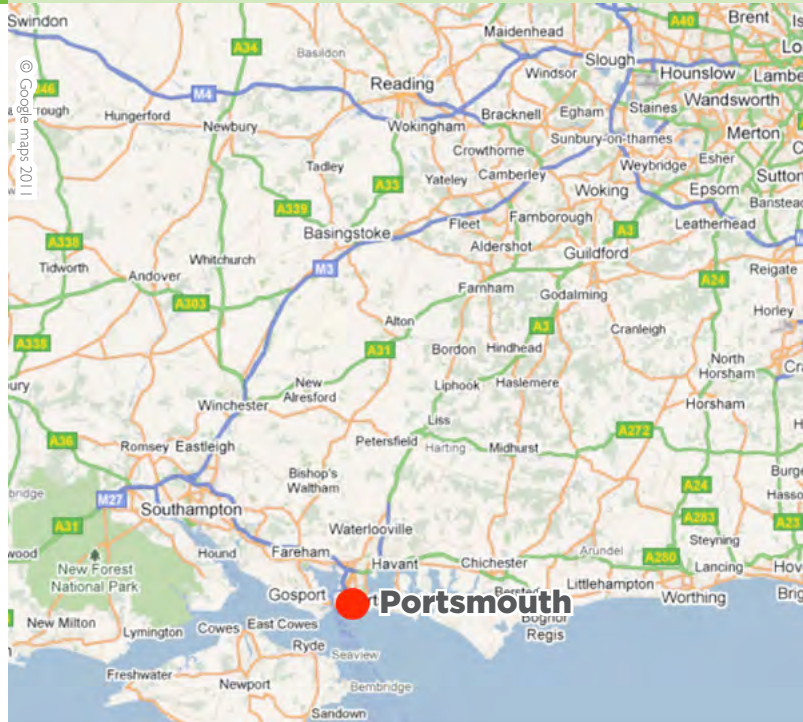 Swindon
A34
A40
Brent
Maidenhead
Basildon
Slough
Hounslow
Windsor
© Google maps 2011
M4
Reading
Hungerford
Newbury
Wokingham
Bracknell
Egham
Staines
Wandsworth
Sunbury-on-thames
Merton
Crowthorne
Tadley
Yateley
Camberley
Weybridge
Esher
Sutton
A33
Woking
Epsom
Banstead
A339
Fleet
Farnborough
A3
Leatherhead
Basingstoke
Aldershot
Guildford
A338
Tidworth
Whitchurch
M3
Reigate
Andover
A303
Farnham
Godalming
A24
Horley
Alton
A3
Cranleigh
A338
A31
Bordon
Hindhead
North
Horsham
New
Alresford
Liphook
Haslemere
Winchester
Horsham
Liss
A36
Romsey
Eastleigh
Petersfield
Harting
Midhurst
A272
Bishop's
Waltham
M27
A24
Southampton
A31
Waterlooville
A283
A23
Steyning
New Forest
National Park
Hound
Fareham
Havant
Chichester
Arundel
A280
Lancing
Gosport
Portsmouth
Littlehampton
Worthing
Bognor
Regis
New Milton
Lymington
Cowes
East Cowes
Ryde
Seaview
Freshwater
Newport
Bembridge
Sandown